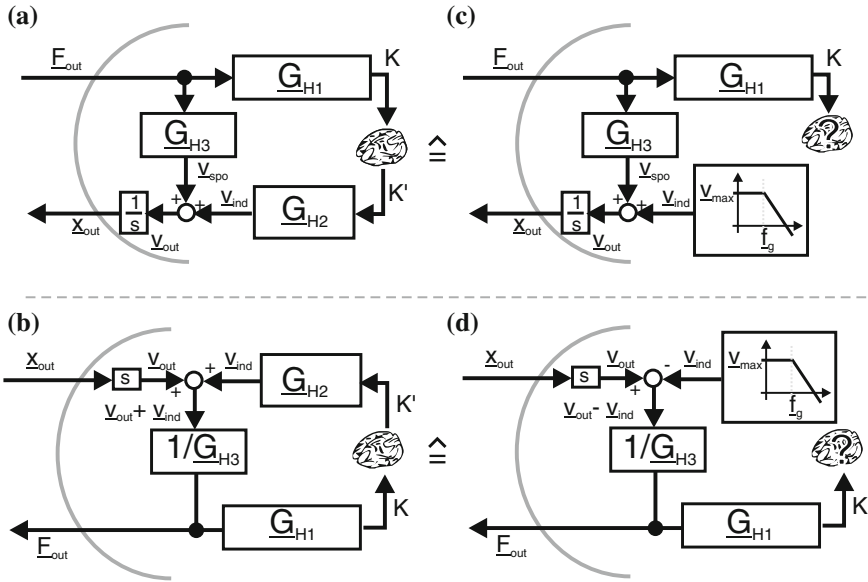 (a)
F_out
G_H1
K
G_H3
v_spo
K'
+
+
v_ind
G_H2
1/s
x_out
v_out
≙
(c)
F_out
G_H1
K
?
G_H3
v_spo
+
+
v_ind
v_max
f_g
1/s
x_out
v_out
(b)
x_out
s
v_out
+
+
v_ind
G_H2
K'
v_out + v_ind
1/G_H3
G_H1
K
F_out
≙
(d)
x_out
s
v_out
+
-
v_ind
v_max
f_g
v_out - v_ind
1/G_H3
?
G_H1
K
F_out